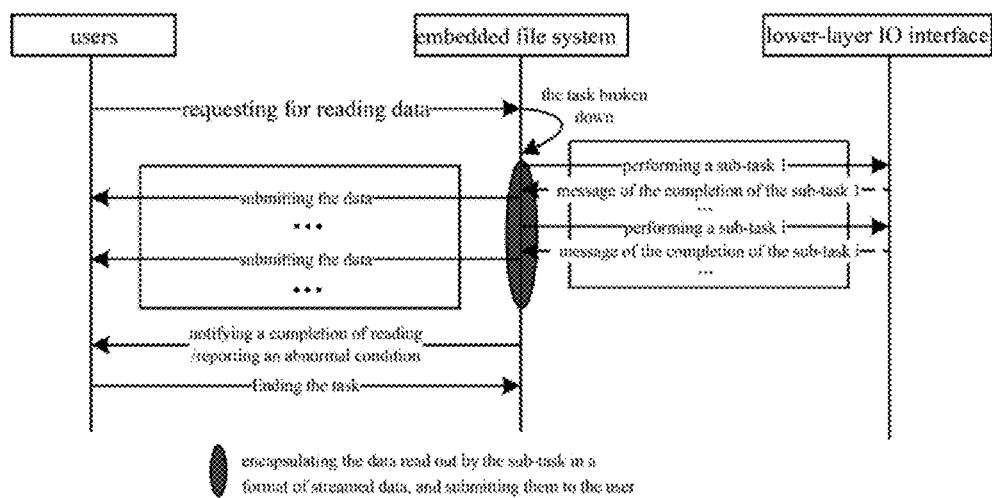 users
embedded file system
lower-layer IO interface
requesting for reading data
the task broken
down
performing a sub-task 1
message of the completion of the sub-task 1
...
submitting the data
...
performing a sub-task i
message of the completion of the sub-task i
...
submitting the data
...
notifying a completion of reading
/reporting an abnormal condition
Ending the task
encapsulating the data read out by the sub-task in a
format of streamed data, and submitting them to the user